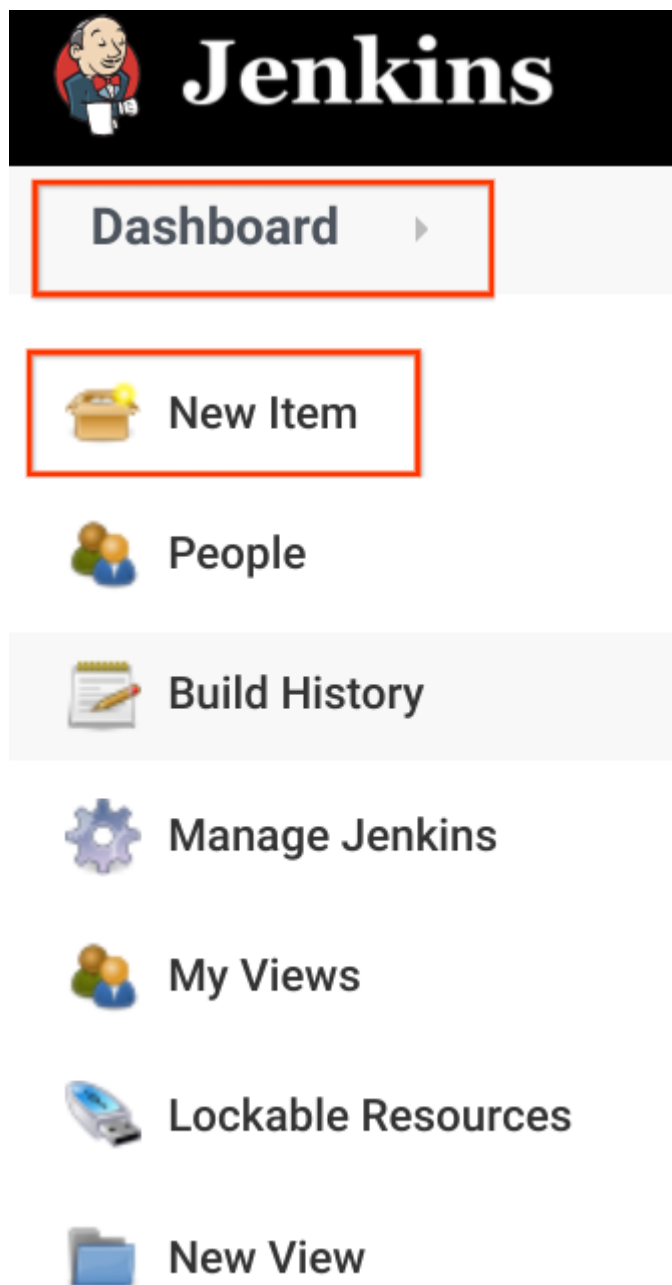 Jenkins
Dashboard
New Item
People
Build History
Manage Jenkins
My Views
Lockable Resources
New View